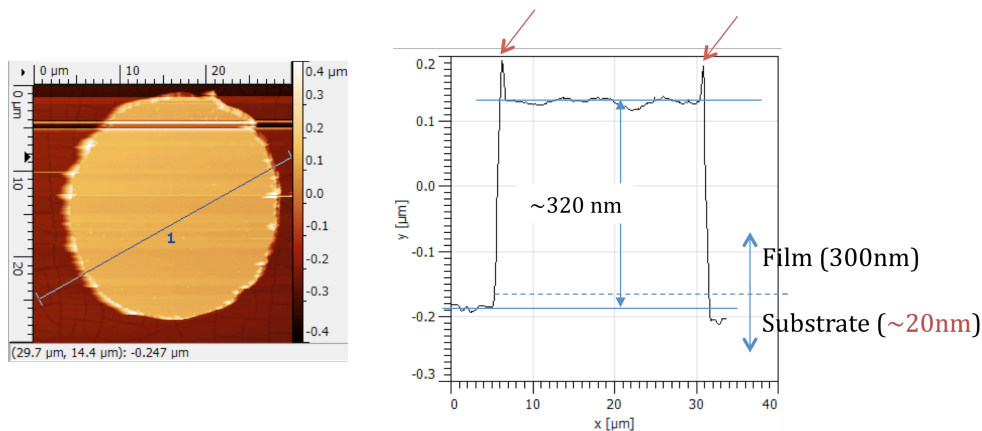 0 µm 10 20
0 µm
10
20
0.4 µm
0.3
0.2
0.1
0.0
-0.1
-0.2
-0.3
-0.4
1
(29.7 µm, 14.4 µm): -0.247 µm
0.2
0.1
0.0
-0.1
-0.2
-0.3
y [µm]
0 10 20 30 40
x [µm]
~320 nm
Film (300nm)
Substrate (~20nm)